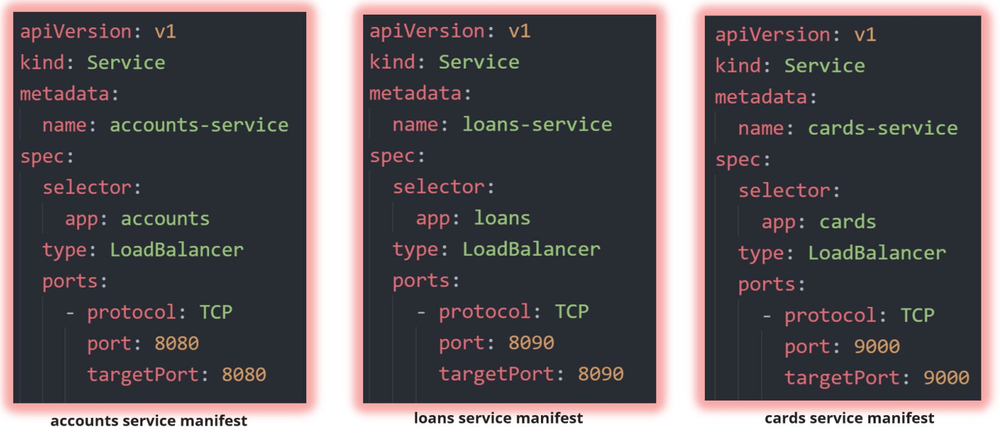 apiVersion: v1
kind: Service
metadata:
  name: accounts-service
spec:
  selector:
    app: accounts
  type: LoadBalancer
  ports:
    - protocol: TCP
      port: 8080
      targetPort: 8080
accounts service manifest
apiVersion: v1
kind: Service
metadata:
  name: loans-service
spec:
  selector:
    app: loans
  type: LoadBalancer
  ports:
    - protocol: TCP
      port: 8090
      targetPort: 8090
loans service manifest
apiVersion: v1
kind: Service
metadata:
  name: cards-service
spec:
  selector:
    app: cards
  type: LoadBalancer
  ports:
    - protocol: TCP
      port: 9000
      targetPort: 9000
cards service manifest